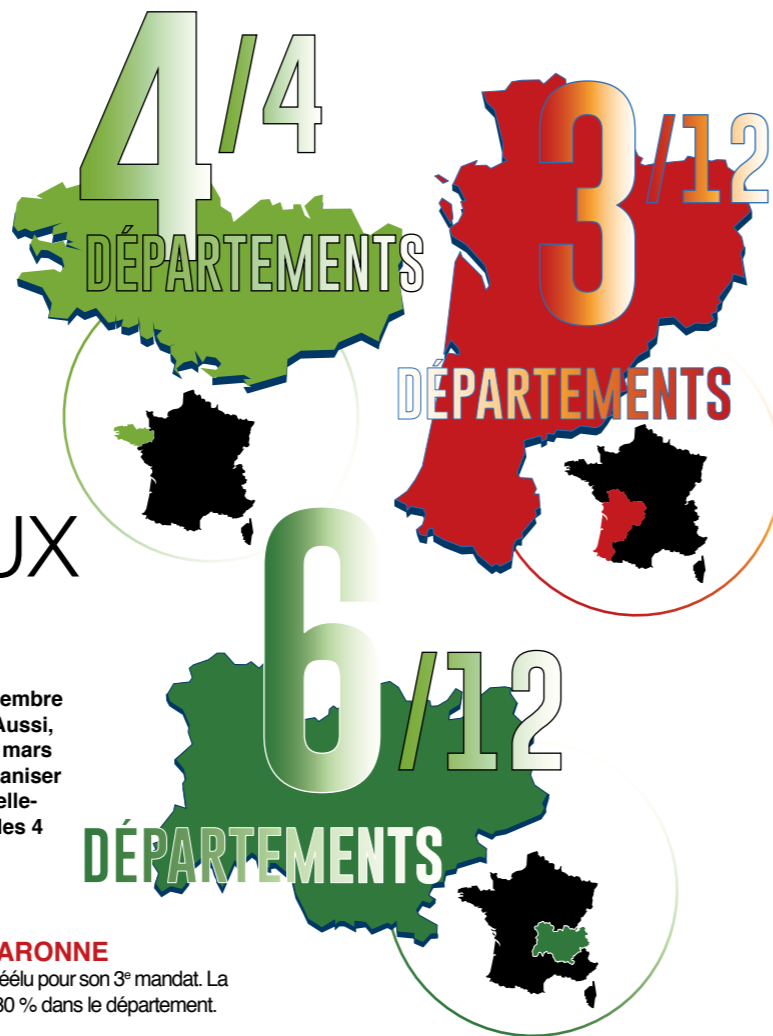 4/4
DÉPARTEMENTS
3/12
DÉPARTEMENTS
UX
6/12
DÉPARTEMENTS
embre
Aussi,
mars
aniser
elle-
les 4
ARONNE
éélu pour son 3e mandat. La
30 % dans le département.